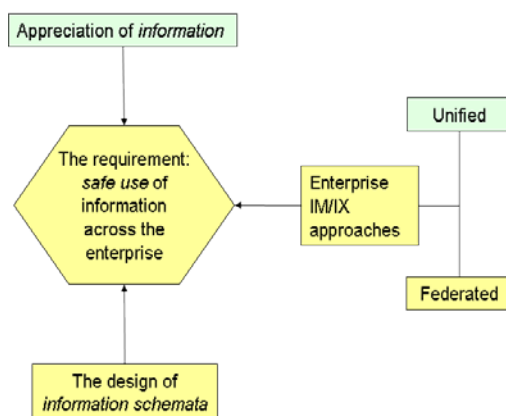 Appreciation of information
The requirement:
safe use of
information
across the
enterprise
Unified
Enterprise
IM/IX
approaches
Federated
The design of
information schemata